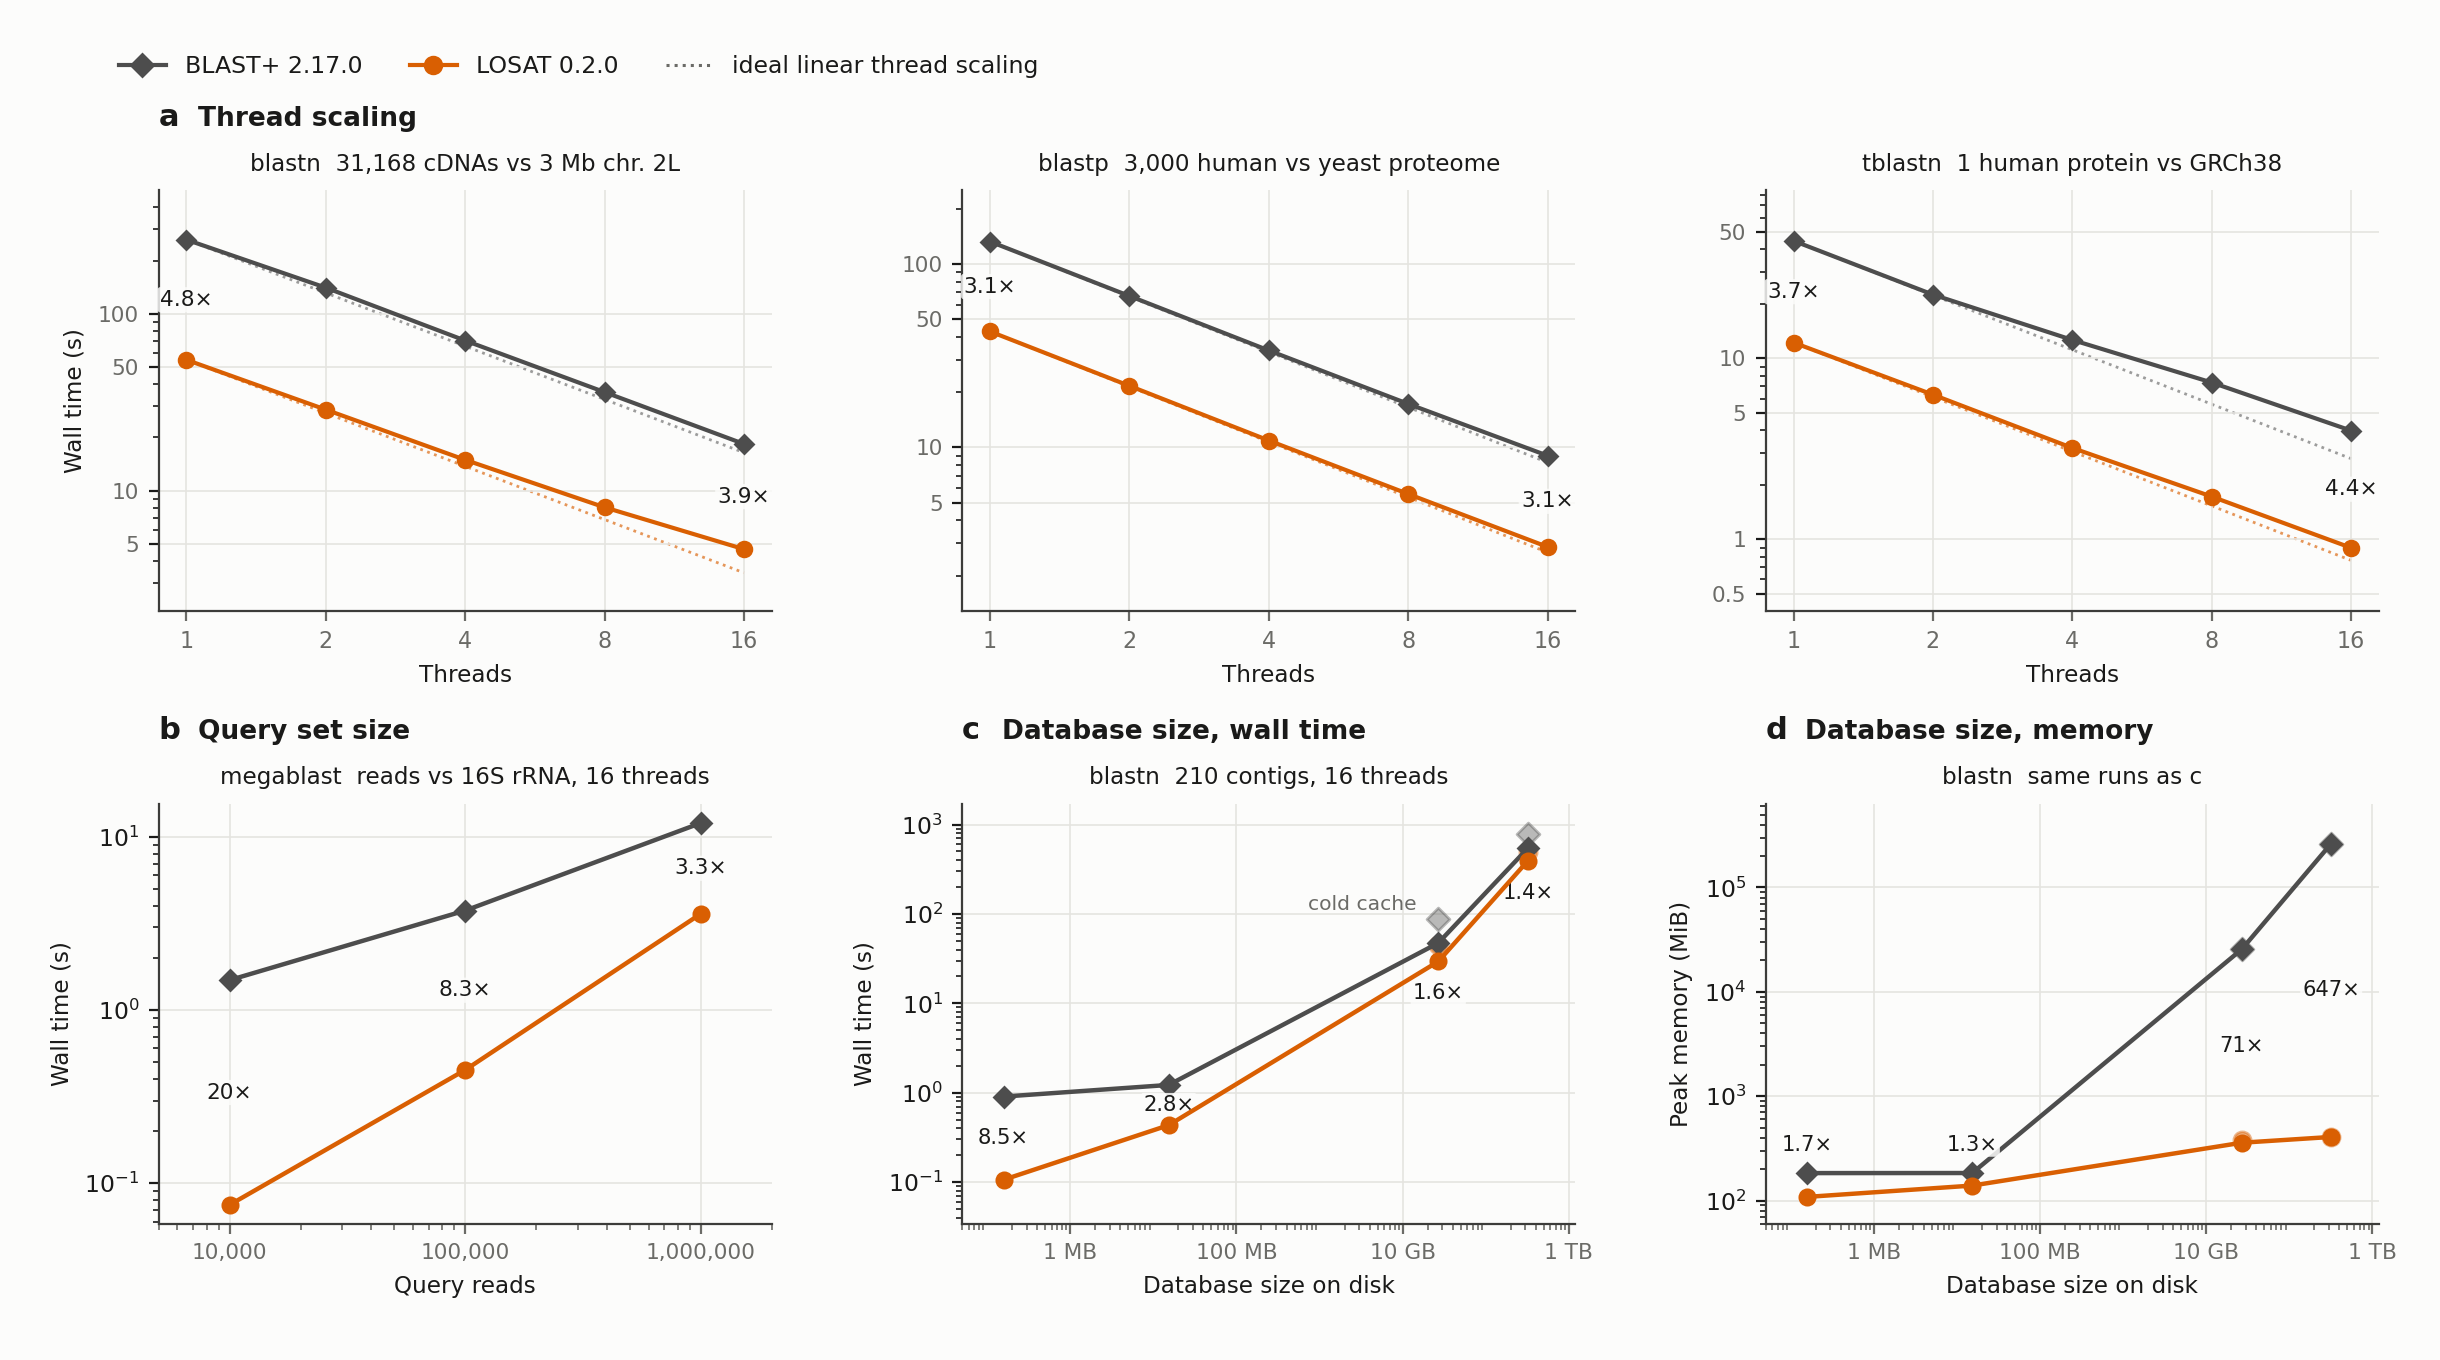 BLAST+ 2.17.0 LOSAT 0.2.0 ideal linear thread scaling
a Thread scaling
blastn 31,168 cDNAs vs 3 Mb chr. 2L
4.8×
3.9×
100
50
10
5
Wall time (s)
1 2 4 8 16
Threads
blastp 3,000 human vs yeast proteome
3.1×
3.1×
100
50
10
5
1 2 4 8 16
Threads
tblastn 1 human protein vs GRCh38
3.7×
4.4×
50
10
5
1
0.5
1 2 4 8 16
Threads
b Query set size
megablast reads vs 16S rRNA, 16 threads
3.3×
8.3×
20×
10¹
10⁰
10⁻¹
Wall time (s)
10,000 100,000 1,000,000
Query reads
c Database size, wall time
blastn 210 contigs, 16 threads
cold cache
1.4×
1.6×
2.8×
8.5×
10³
10²
10¹
10⁰
10⁻¹
Wall time (s)
1 MB 100 MB 10 GB 1 TB
Database size on disk
d Database size, memory
blastn same runs as c
647×
71×
1.7× 1.3×
10⁵
10⁴
10³
10²
Peak memory (MiB)
1 MB 100 MB 10 GB 1 TB
Database size on disk